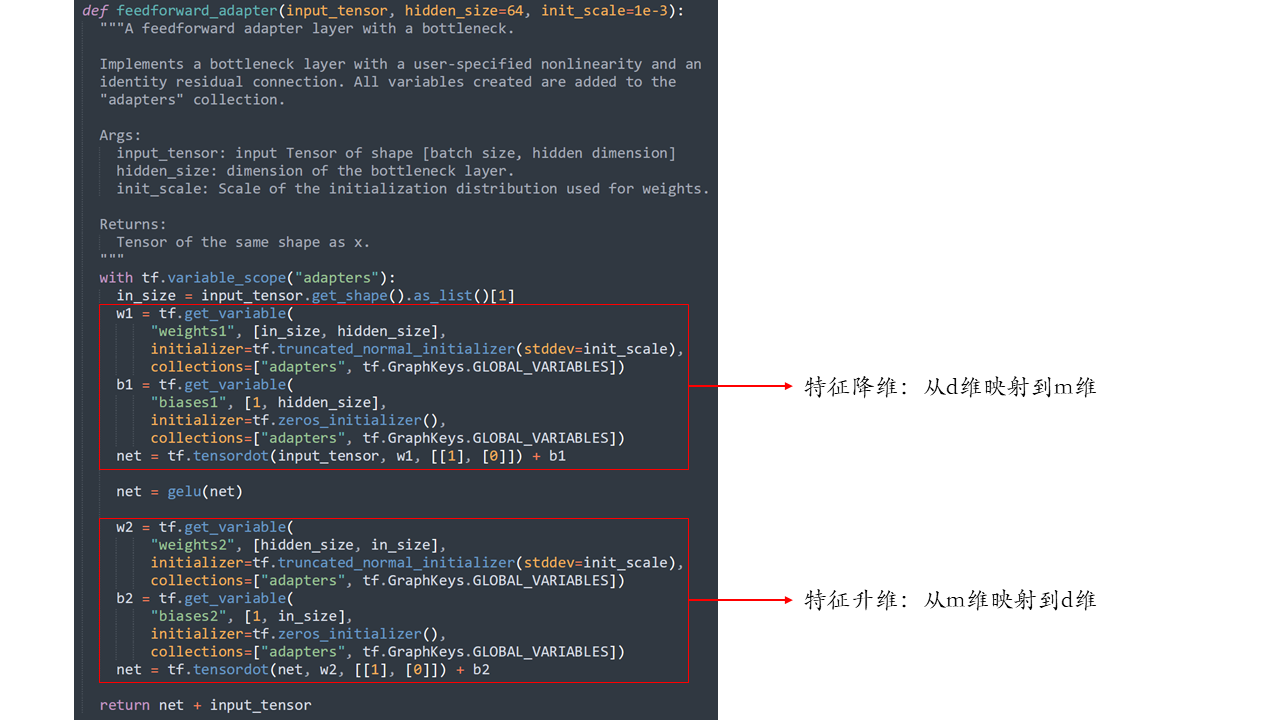 def feedforward_adapter(input_tensor, hidden_size=64, init_scale=1e-3):
"""A feedforward adapter layer with a bottleneck.
Implements a bottleneck layer with a user-specified nonlinearity and an
identity residual connection. All variables created are added to the
"adapters" collection.
Args:
input_tensor: input Tensor of shape [batch size, hidden dimension]
hidden_size: dimension of the bottleneck layer.
init_scale: Scale of the initialization distribution used for weights.
Returns:
Tensor of the same shape as x.
"""
with tf.variable_scope("adapters"):
in_size = input_tensor.get_shape().as_list()[1]
w1 = tf.get_variable(
"weights1", [in_size, hidden_size],
initializer=tf.truncated_normal_initializer(stddev=init_scale),
collections=["adapters", tf.GraphKeys.GLOBAL_VARIABLES])
b1 = tf.get_variable(
"biases1", [1, hidden_size],
initializer=tf.zeros_initializer(),
collections=["adapters", tf.GraphKeys.GLOBAL_VARIABLES])
net = tf.tensordot(input_tensor, w1, [[1], [0]]) + b1
特征降维：从d维映射到m维
net = gelu(net)
w2 = tf.get_variable(
"weights2", [hidden_size, in_size],
initializer=tf.truncated_normal_initializer(stddev=init_scale),
collections=["adapters", tf.GraphKeys.GLOBAL_VARIABLES])
b2 = tf.get_variable(
"biases2", [1, in_size],
initializer=tf.zeros_initializer(),
collections=["adapters", tf.GraphKeys.GLOBAL_VARIABLES])
net = tf.tensordot(net, w2, [[1], [0]]) + b2
特征升维：从m维映射到d维
return net + input_tensor